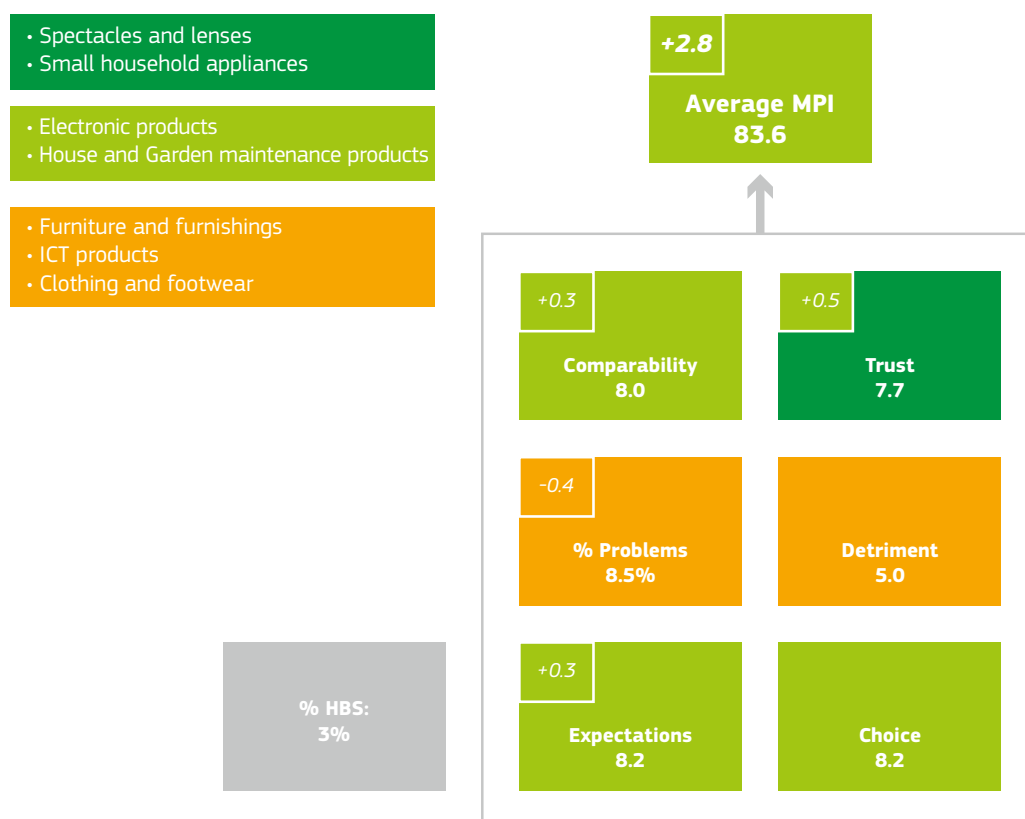 • Spectacles and lenses
• Small household appliances
• Electronic products
• House and Garden maintenance products
• Furniture and furnishings
• ICT products
• Clothing and footwear
+2.8
Average MPI
83.6
+0.3
Comparability
8.0
+0.5
Trust
7.7
-0.4
% Problems
8.5%
Detriment
5.0
% HBS:
3%
+0.3
Expectations
8.2
Choice
8.2